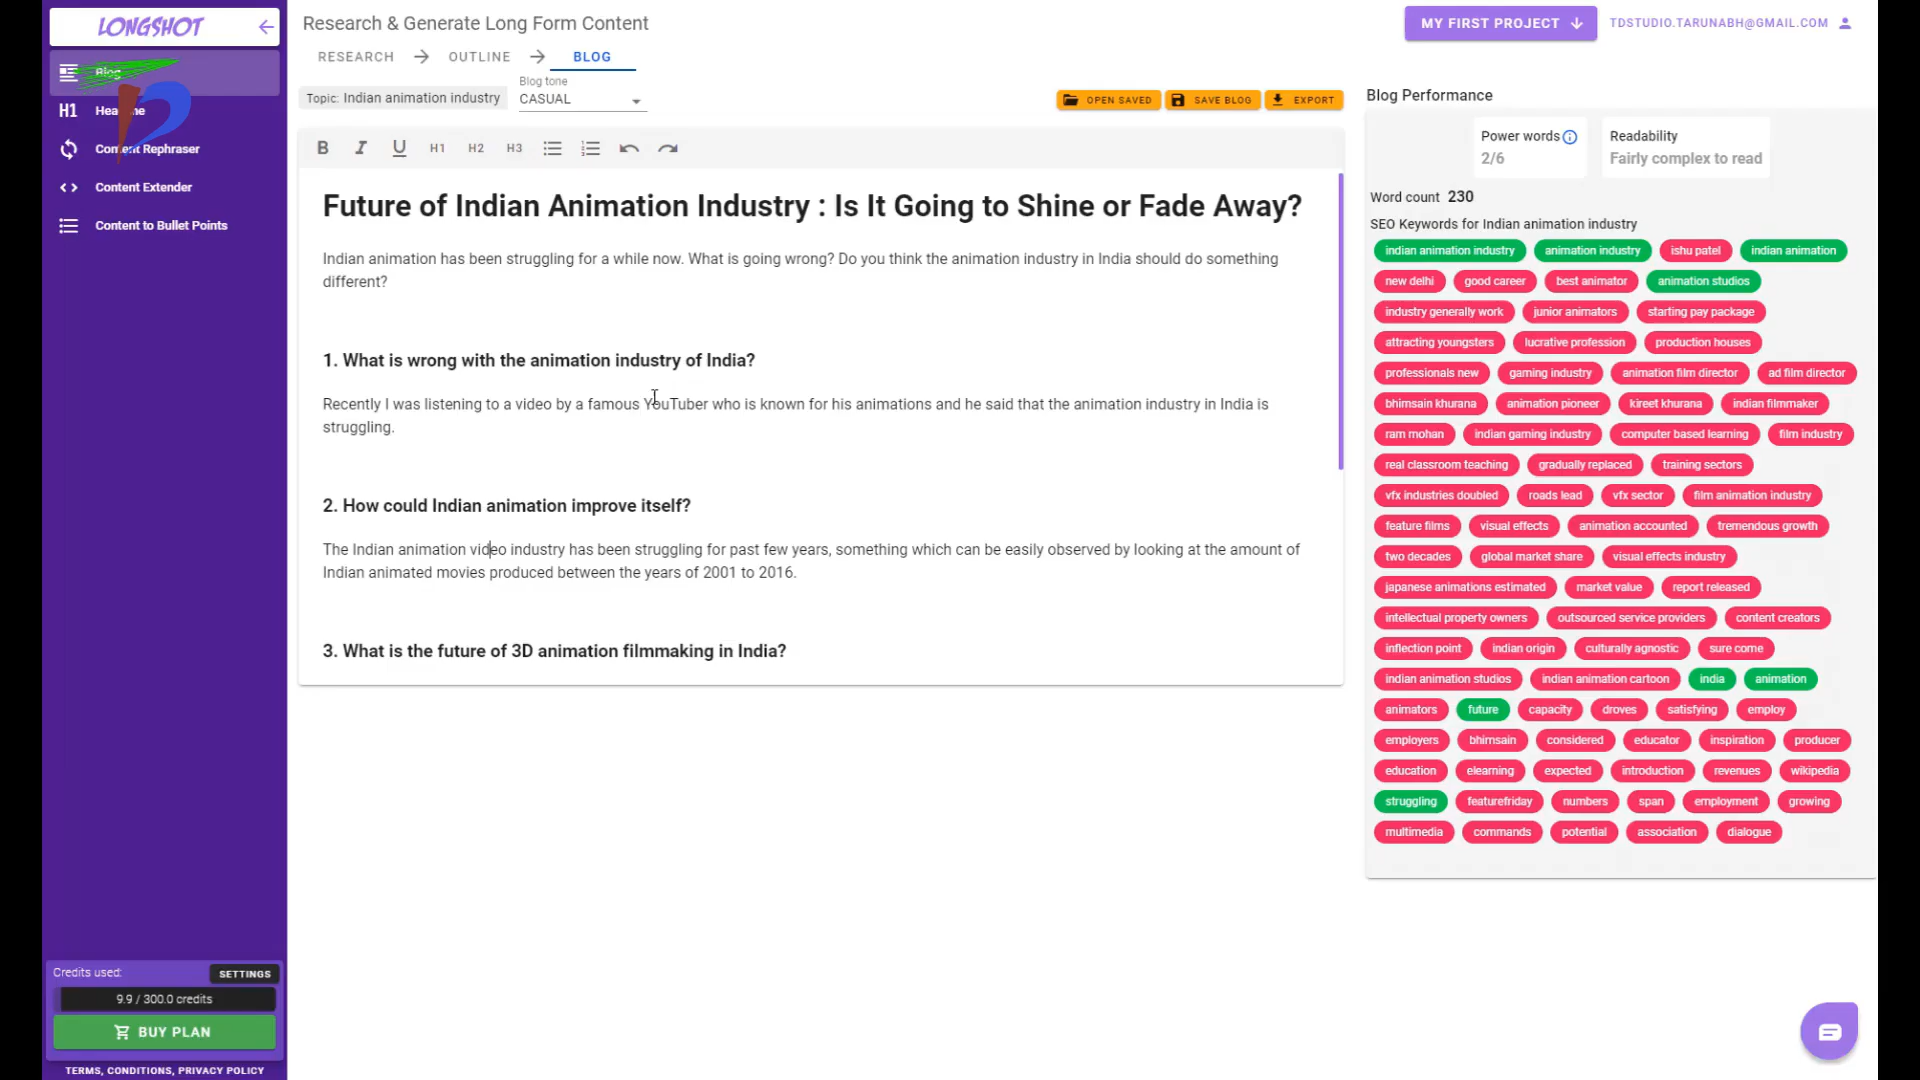 LONGSHOT
Blog
H1 Headline
Content Rephraser
Content Extender
Content to Bullet Points
Credits used:
SETTINGS
9.9 / 300.0 credits
BUY PLAN
TERMS, CONDITIONS, PRIVACY POLICY
Research & Generate Long Form Content
MY FIRST PROJECT
TDSTUDIO.TARUNABH@GMAIL.COM
RESEARCH OUTLINE BLOG
Topic: Indian animation industry
Blog tone
CASUAL
OPEN SAVED SAVE BLOG EXPORT
B I U H1 H2 H3
Future of Indian Animation Industry : Is It Going to Shine or Fade Away?
Indian animation has been struggling for a while now. What is going wrong? Do you think the animation industry in India should do something
different?
1. What is wrong with the animation industry of India?
Recently I was listening to a video by a famous YouTuber who is known for his animations and he said that the animation industry in India is
struggling.
2. How could Indian animation improve itself?
The Indian animation video industry has been struggling for past few years, something which can be easily observed by looking at the amount of
Indian animated movies produced between the years of 2001 to 2016.
3. What is the future of 3D animation filmmaking in India?
Blog Performance
Power words
2/6
Readability
Fairly complex to read
Word count 230
SEO Keywords for Indian animation industry
indian animation industry animation industry ishu patel indian animation
new delhi good career best animator animation studios
industry generally work junior animators starting pay package
attracting youngsters lucrative profession production houses
professionals new gaming industry animation film director ad film director
bhimsain khurana animation pioneer kireet khurana indian filmmaker
ram mohan indian gaming industry computer based learning film industry
real classroom teaching gradually replaced training sectors
vfx industries doubled roads lead vfx sector film animation industry
feature films visual effects animation accounted tremendous growth
two decades global market share visual effects industry
japanese animations estimated market value report released
intellectual property owners outsourced service providers content creators
inflection point indian origin culturally agnostic sure come
indian animation studios indian animation cartoon india animation
animators future capacity droves satisfying employ
employers bhimsain considered educator inspiration producer
education elearning expected introduction revenues wikipedia
struggling featurefriday numbers span employment growing
multimedia commands potential association dialogue